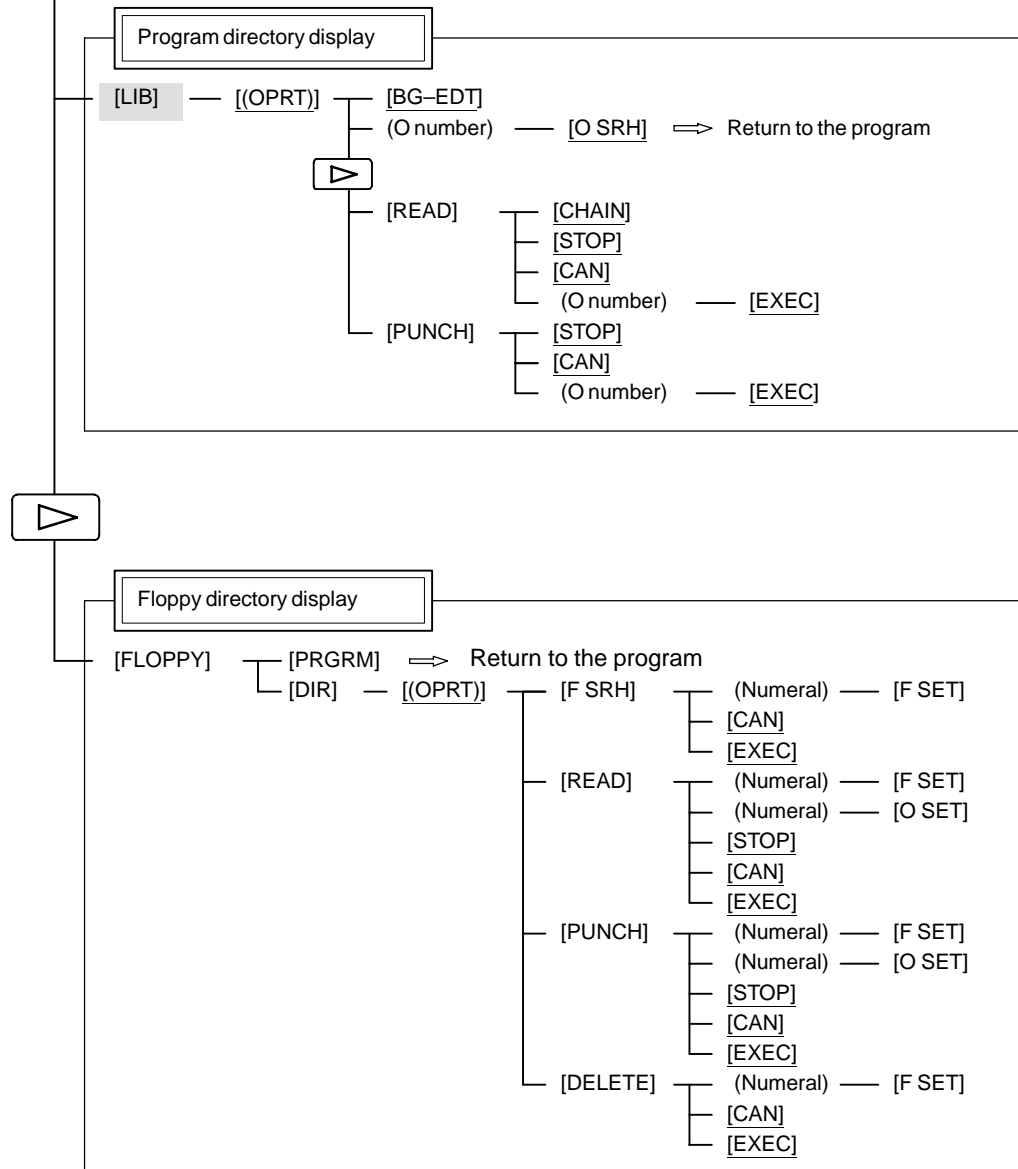 Program directory display
[LIB] [(OPRT)] [BG–EDT]
(O number) [O SRH] Return to the program
[READ] [CHAIN]
[STOP]
[CAN]
(O number) [EXEC]
[PUNCH] [STOP]
[CAN]
(O number) [EXEC]
Floppy directory display
[FLOPPY] [PRGRM] Return to the program
[DIR] [(OPRT)] [F SRH] (Numeral) [F SET]
[CAN]
[EXEC]
[READ] (Numeral) [F SET]
(Numeral) [O SET]
[STOP]
[CAN]
[EXEC]
[PUNCH] (Numeral) [F SET]
(Numeral) [O SET]
[STOP]
[CAN]
[EXEC]
[DELETE] (Numeral) [F SET]
[CAN]
[EXEC]